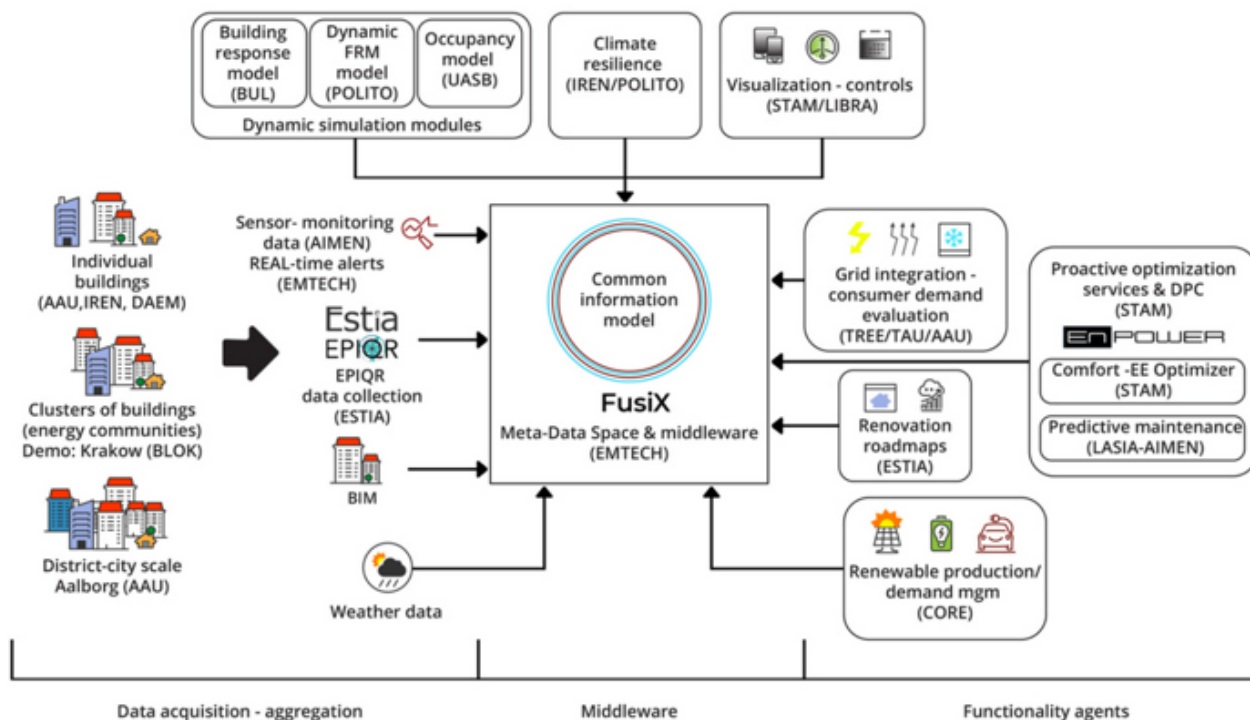 Building
response
model
(BUL)
Dynamic
FRM
model
(POLITO)
Occupancy
model
(UASB)
Dynamic simulation modules
Climate
resilience
(IREN/POLITO)
Visualization - controls
(STAM/LIBRA)
Individual
buildings
(AAU,IREN, DAEM)
Clusters of buildings
(energy communities)
Demo: Krakow (BLOK)
District-city scale
Aalborg (AAU)
Sensor- monitoring
data (AIMEN)
REAL-time alerts
(EMTECH)
Estia
EPIQR
EPIQR
data collection
(ESTIA)
BIM
Weather data
Common
information
model
FusiX
Meta-Data Space & middleware
(EMTECH)
Grid integration -
consumer demand
evaluation
(TREE/TAU/AAU)
Renovation
roadmaps
(ESTIA)
Renewable production/
demand mgm
(CORE)
Proactive optimization
services & DPC
(STAM)
EnPOWER
Comfort -EE Optimizer
(STAM)
Predictive maintenance
(LASIA-AIMEN)
Data acquisition - aggregation
Middleware
Functionality agents